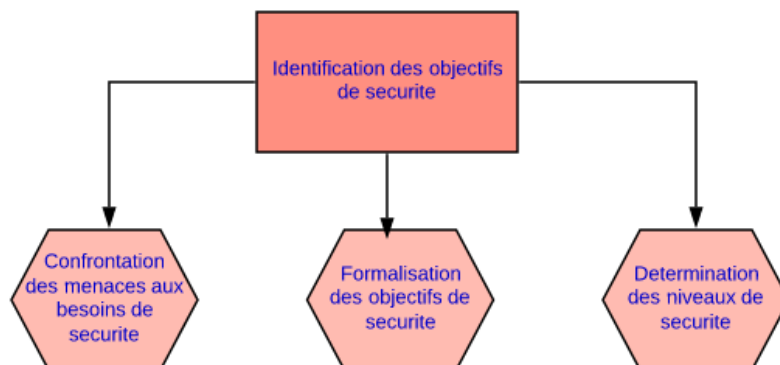 Identification des objectifs
de securite
Confrontation
des menaces aux
besoins de
securite
Formalisation
des objectifs de
securite
Determination
des niveaux de
securite